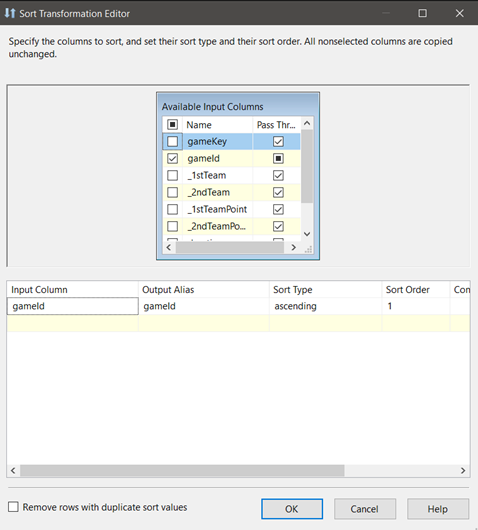 Sort Transformation Editor
Specify the columns to sort, and set their sort type and their sort order. All nonselected columns are copied
unchanged.
Available Input Columns
Name Pass Thr...
gameKey
gameId
_1stTeam
_2ndTeam
_1stTeamPoint
_2ndTeamPo...
Input Column Output Alias Sort Type Sort Order Con
gameId gameId ascending 1
Remove rows with duplicate sort values
OK Cancel Help